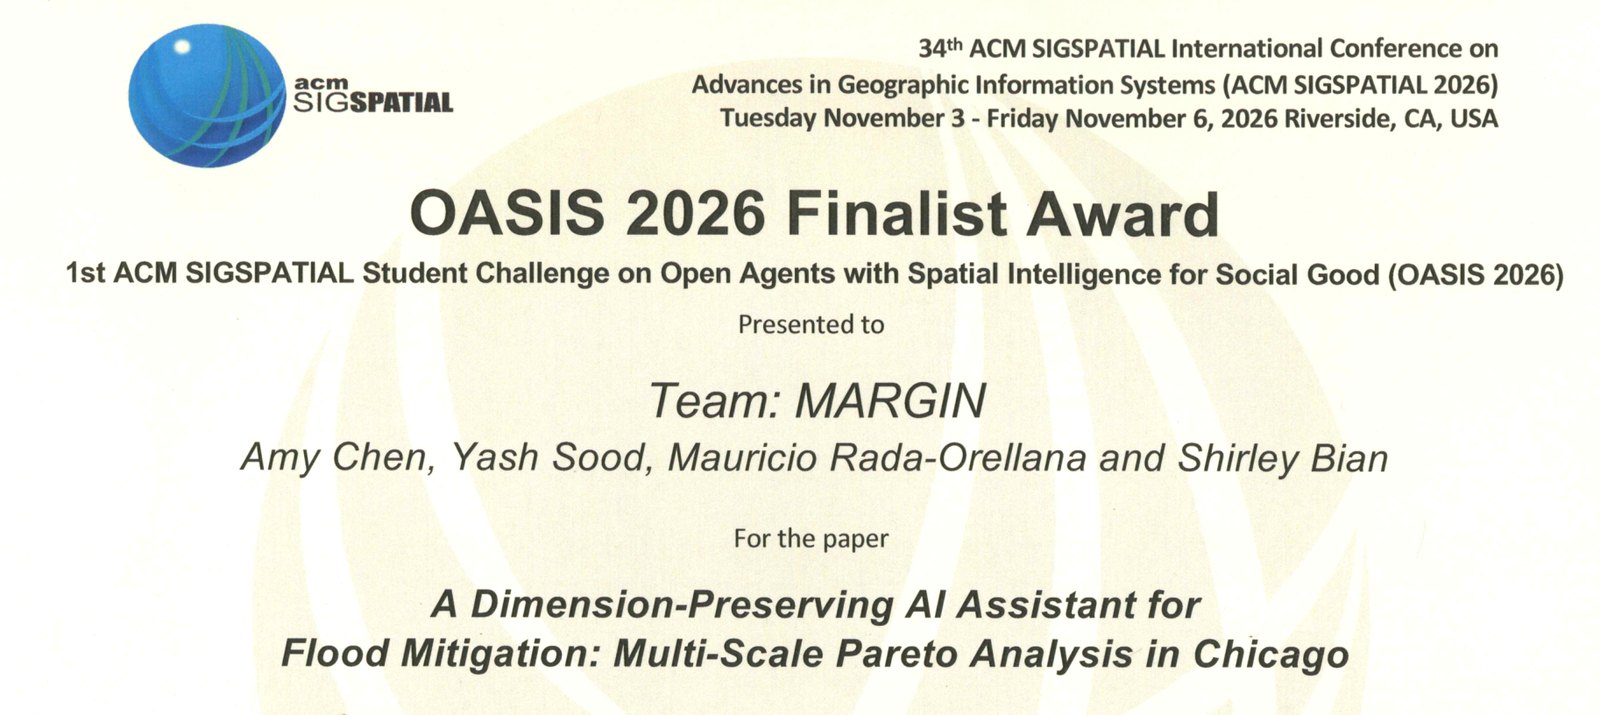 acm
SIGSPATIAL
34th ACM SIGSPATIAL International Conference on
Advances in Geographic Information Systems (ACM SIGSPATIAL 2026)
Tuesday November 3 - Friday November 6, 2026 Riverside, CA, USA
OASIS 2026 Finalist Award
1st ACM SIGSPATIAL Student Challenge on Open Agents with Spatial Intelligence for Social Good (OASIS 2026)
Presented to
Team: MARGIN
Amy Chen, Yash Sood, Mauricio Rada-Orellana and Shirley Bian
For the paper
A Dimension-Preserving AI Assistant for
Flood Mitigation: Multi-Scale Pareto Analysis in Chicago